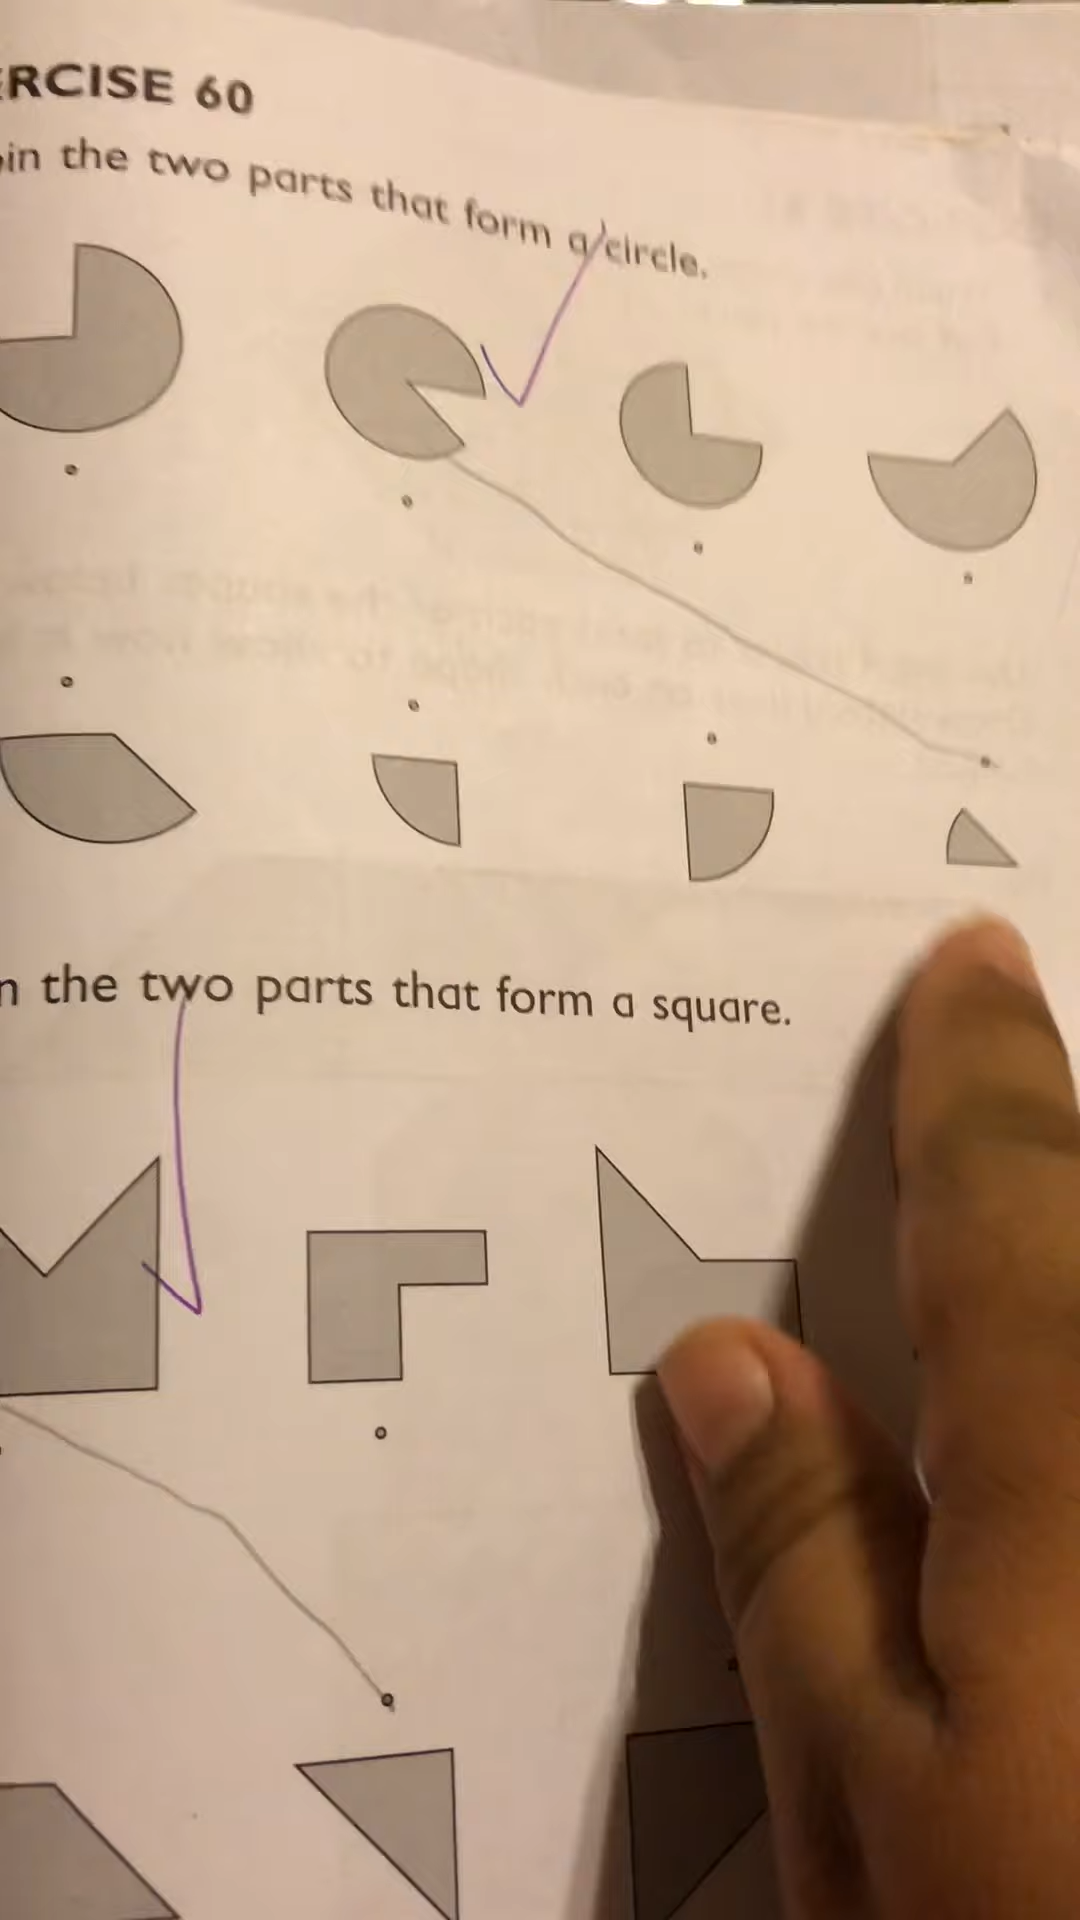 RCISE 60
in the two parts that form a circle.
the two parts that form a square.